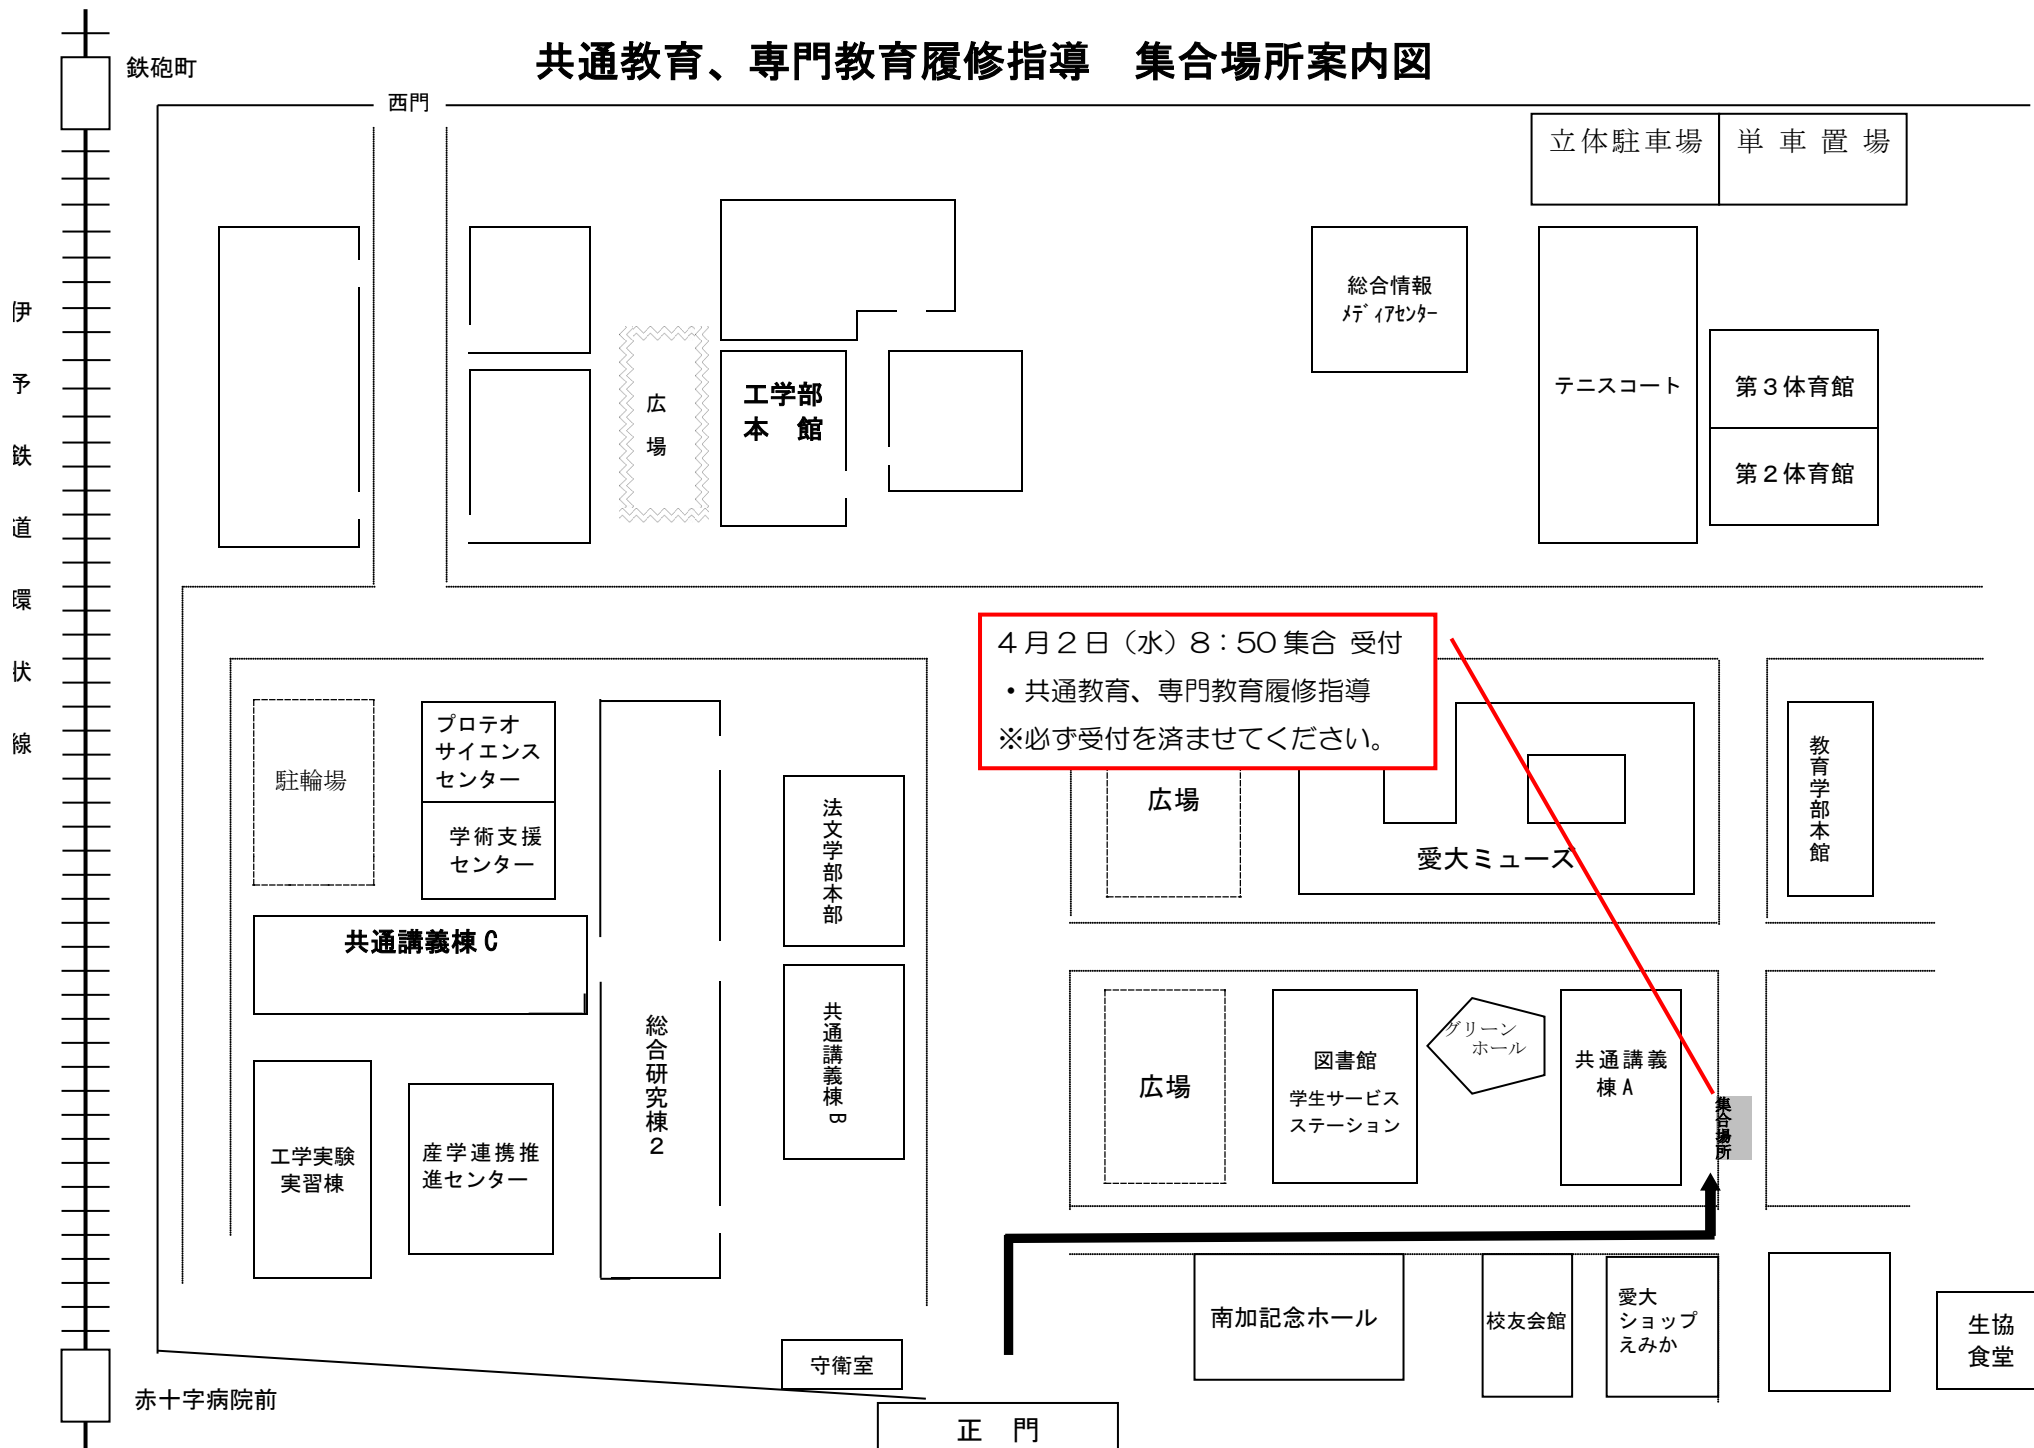 共通教育、専門教育履修指導　集合場所案内図
鉄砲町
西門
立体駐車場
単車置場
伊予鉄道環状線
総合情報
ﾒﾃﾞｨｱｾﾝﾀｰ
広
場
工学部
本　館
テニスコート
第３体育館
第２体育館
４月２日（水）８：50集合 受付
・共通教育、専門教育履修指導
※必ず受付を済ませてください。
駐輪場
プロテオ
サイエンス
センター
学術支援
センター
法文学部本部
広場
愛大ミューズ
教育学部本館
共通講義棟C
総合研究棟２
共通講義棟B
広場
図書館
学生サービス
ステーション
グリーン
ホール
共通講義
棟A
集合場所
工学実験
実習棟
産学連携推
進センター
南加記念ホール
校友会館
愛大
ショップ
えみか
生協
食堂
守衛室
赤十字病院前
正　門